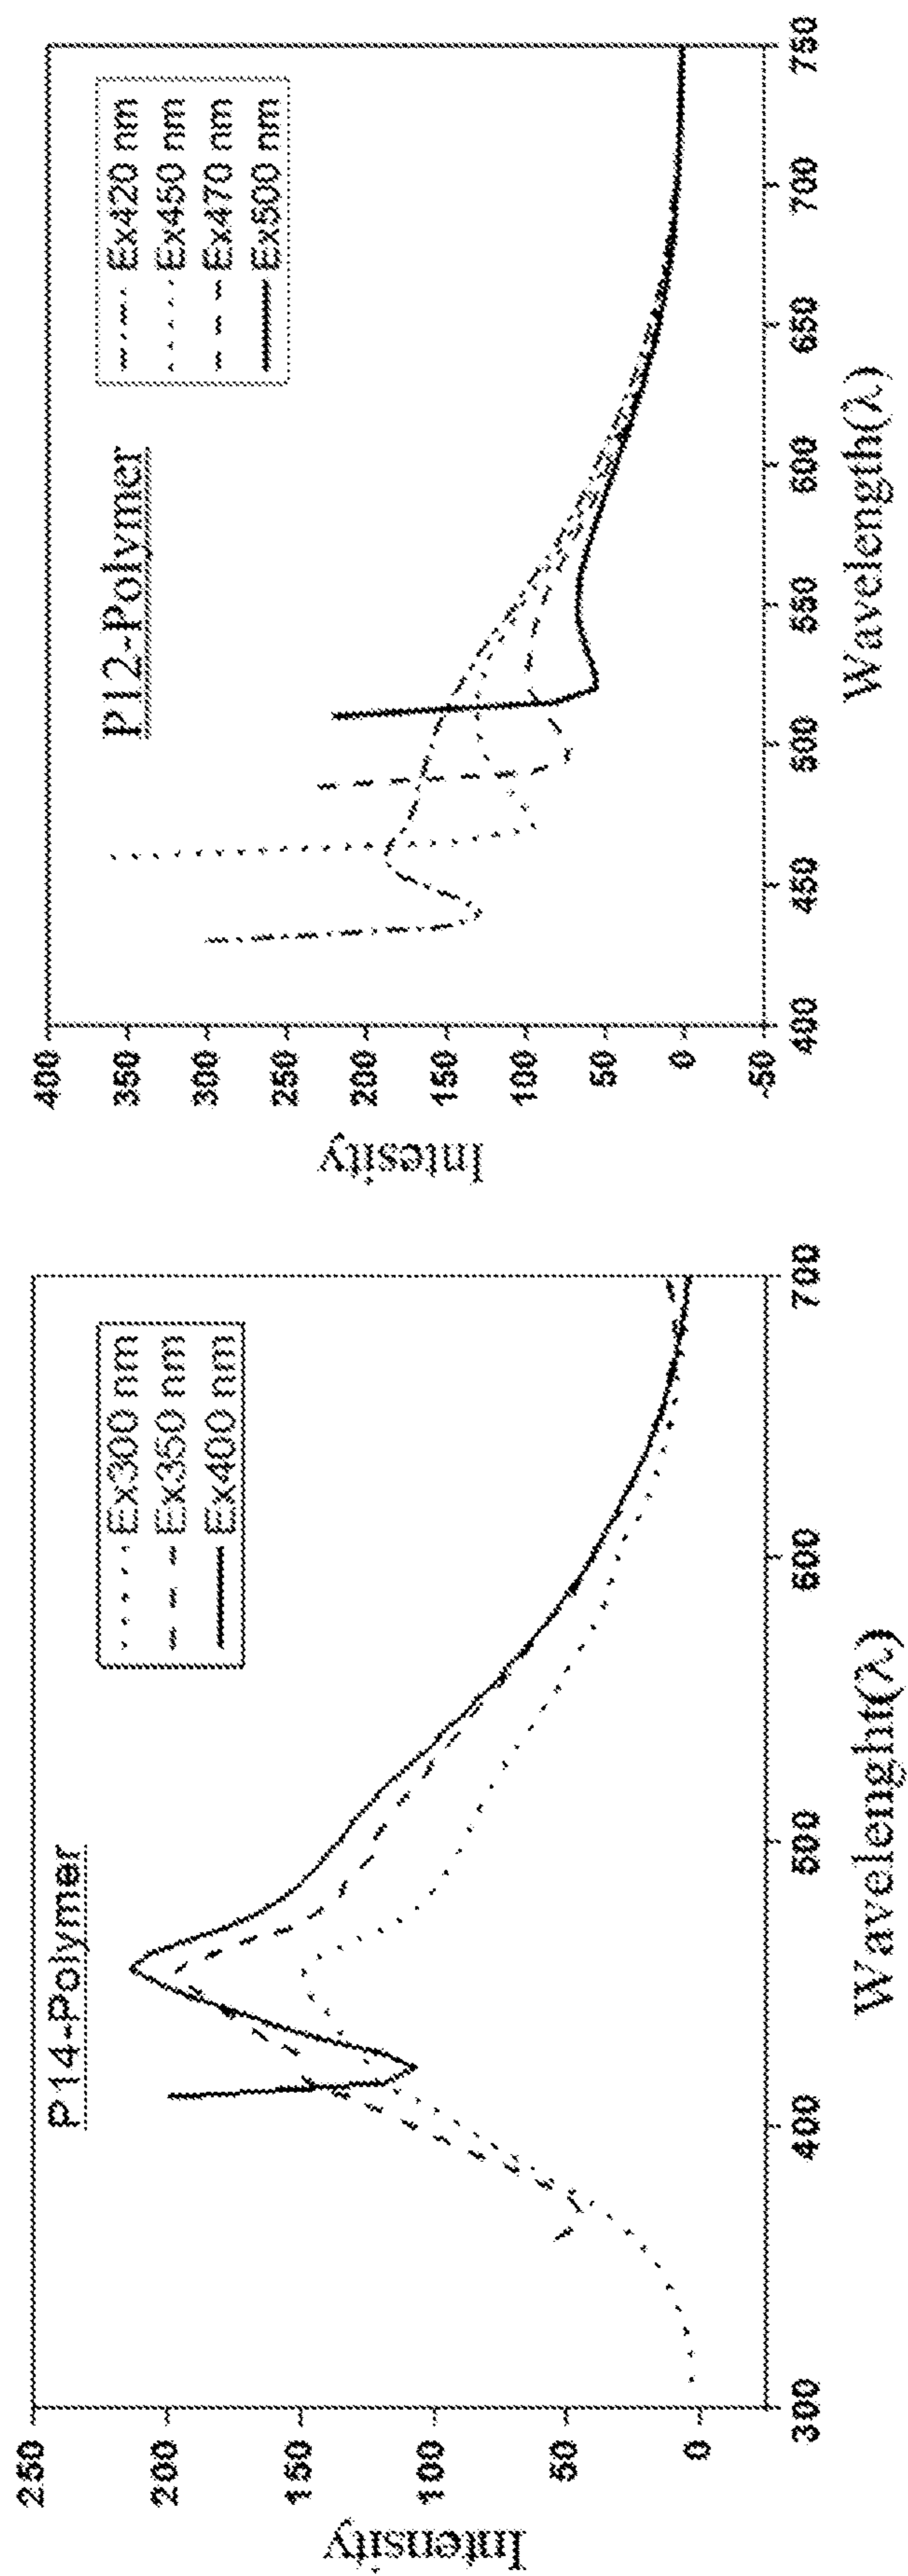 P14-Polymer
Ex300 nm
Ex350 nm
Ex400 nm
Intensity
250
200
150
100
50
0
300
400
500
600
700
Wavelenght(λ)
P12-Polymer
Ex420 nm
Ex450 nm
Ex470 nm
Ex500 nm
Intesity
400
350
300
250
200
150
100
50
0
-50
400
450
500
550
600
650
700
750
Wavelength(λ)